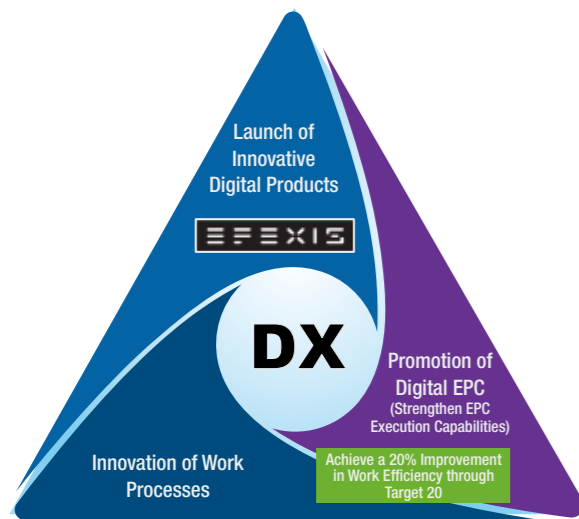 Launch of
Innovative
Digital Products
EFEXIS
DX
Promotion of
Digital EPC
(Strengthen EPC
Execution Capabilities)
Achieve a 20% Improvement
in Work Efficiency through
Target 20
Innovation of Work
Processes